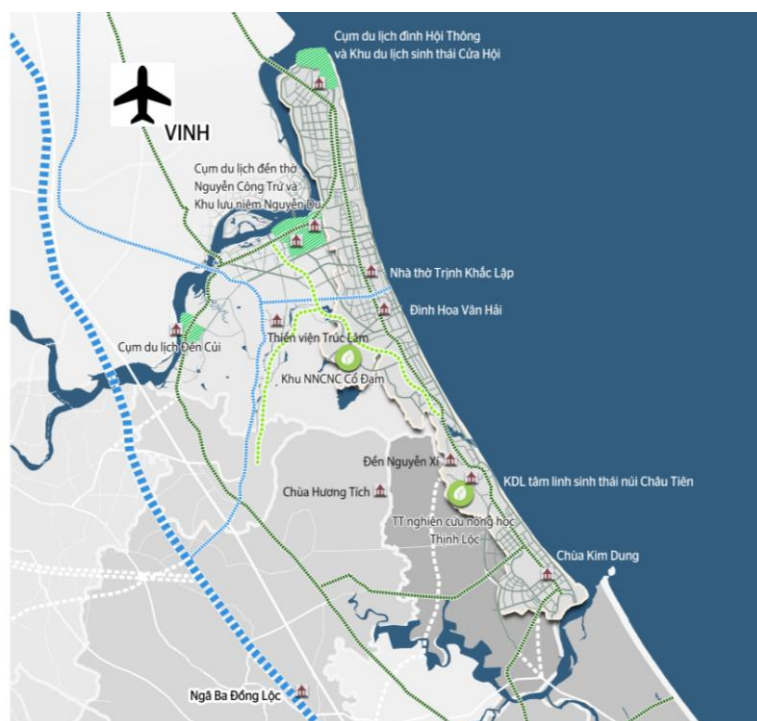 Cụm du lịch đình Hội Thông
và Khu du lịch sinh thái Cửa Hội
VINH
Cụm du lịch đền thờ
Nguyễn Công Trứ và
Khu lưu niệm Nguyễn Du
Nhà thờ Trịnh Khắc Lập
Đình Hoa Vân Hải
Thiền viện Trúc Lâm
Cụm du lịch Đền Củi
Khu NNCNC Cổ Đạm
Đền Nguyễn Xí
KDL tâm linh sinh thái núi Châu Tiên
Chùa Hương Tích
TT nghiên cứu nông học
Thịnh Lộc
Chùa Kim Dung
Ngã Ba Đồng Lộc